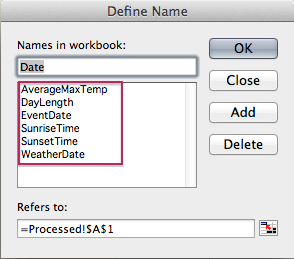 Define Name
Names in workbook:
Date
OK
Close
Add
Delete
AverageMaxTemp
DayLength
EventDate
SunriseTime
SunsetTime
WeatherDate
Refers to:
=Processed!$A$1